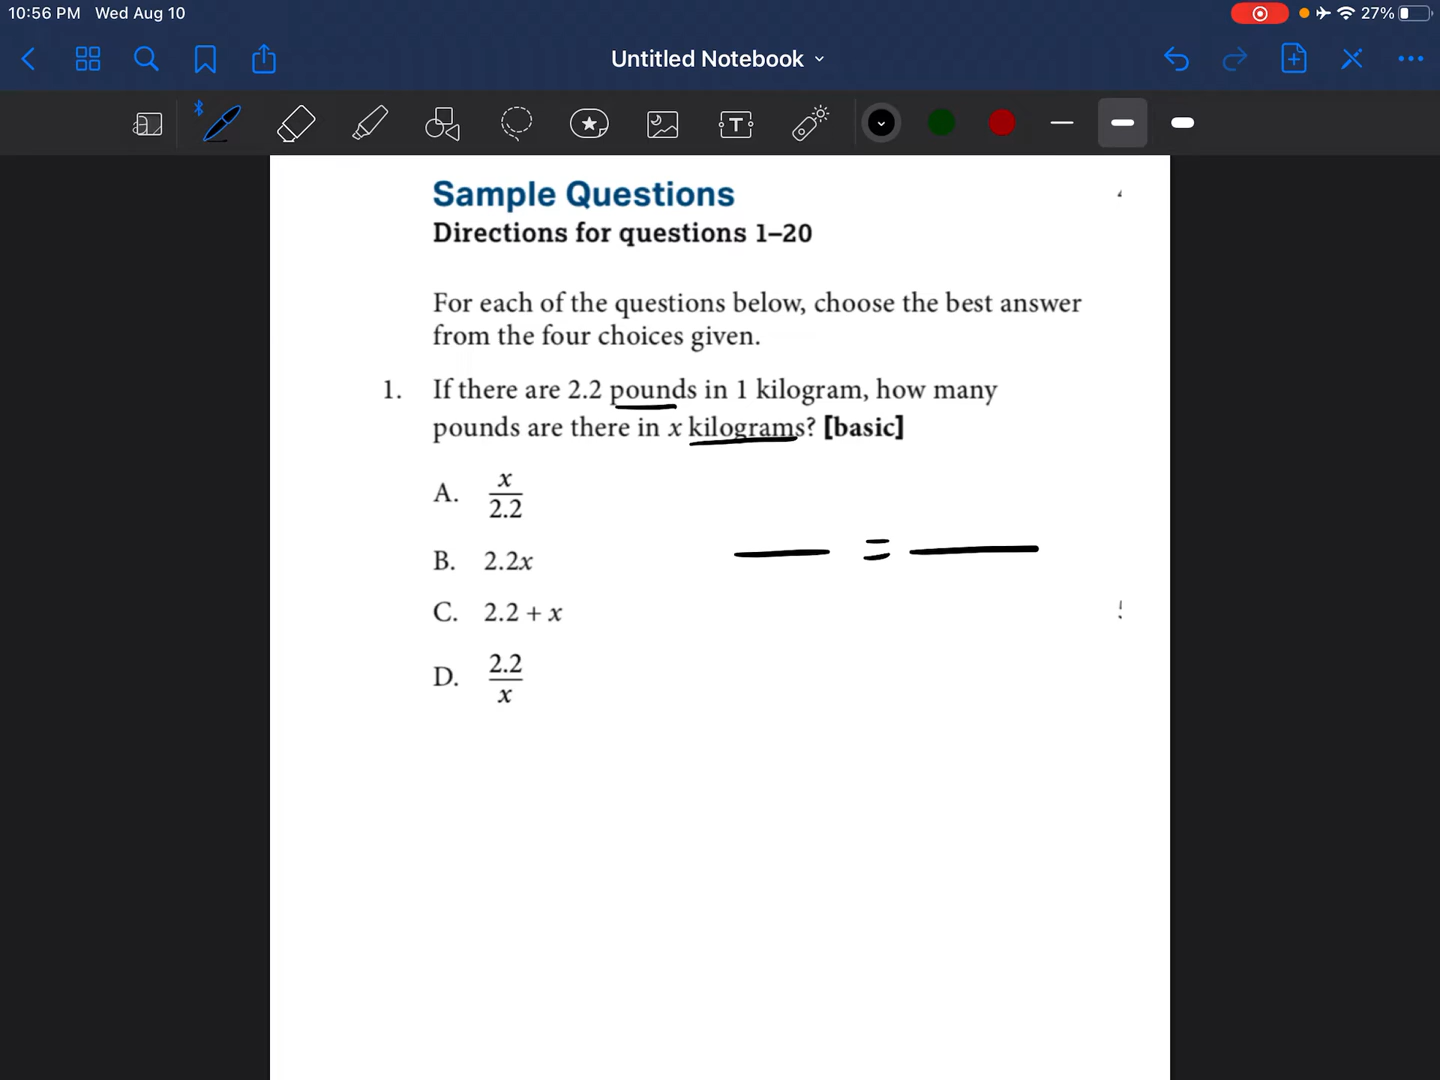 10:56 PM Wed Aug 10
27%
Untitled Notebook
Sample Questions
Directions for questions 1–20
For each of the questions below, choose the best answer
from the four choices given.
1. If there are 2.2 pounds in 1 kilogram, how many
pounds are there in x kilograms? [basic]
A. x/2.2
B. 2.2x
C. 2.2 + x
D. 2.2/x
=